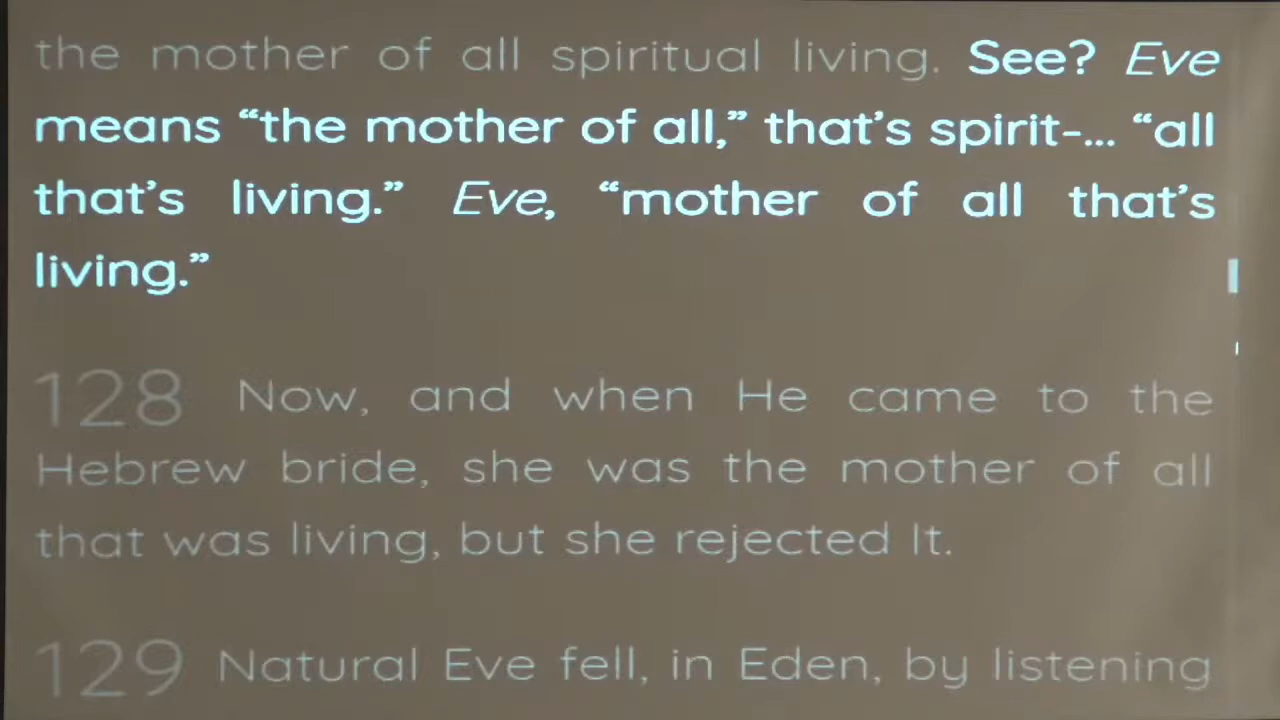 the mother of all spiritual living. See? Eve
means “the mother of all,” that’s spirit-... “all
that’s living.” Eve, “mother of all that’s
living.”
128 Now, and when He came to the
Hebrew bride, she was the mother of all
that was living, but she rejected It.
129 Natural Eve fell, in Eden, by listening